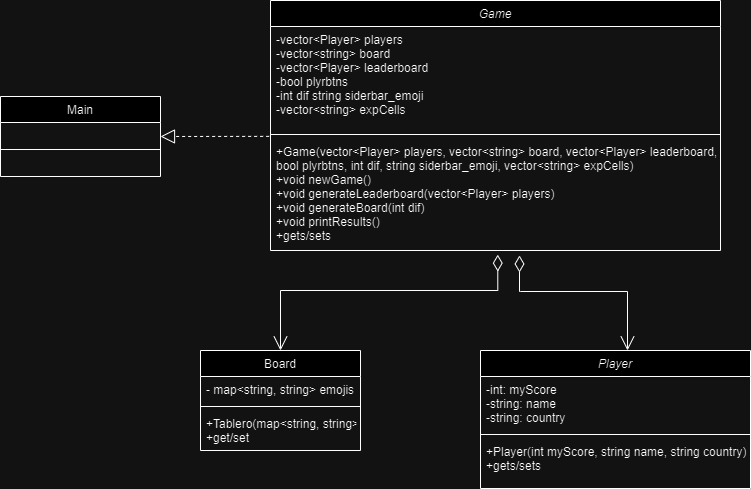 Game
-vector<Player> players
-vector<string> board
-vector<Player> leaderboard
-bool plyrbtns
-int dif string siderbar_emoji
-vector<string> expCells
Main
+Game(vector<Player> players, vector<string> board, vector<Player> leaderboard,
bool plyrbtns, int dif, string siderbar_emoji, vector<string> expCells)
+void newGame()
+void generateLeaderboard(vector<Player> players)
+void generateBoard(int dif)
+void printResults()
+gets/sets
Board
- map<string, string> emojis
+Tablero(map<string, string>
+get/set
Player
-int: myScore
-string: name
-string: country
+Player(int myScore, string name, string country)
+gets/sets